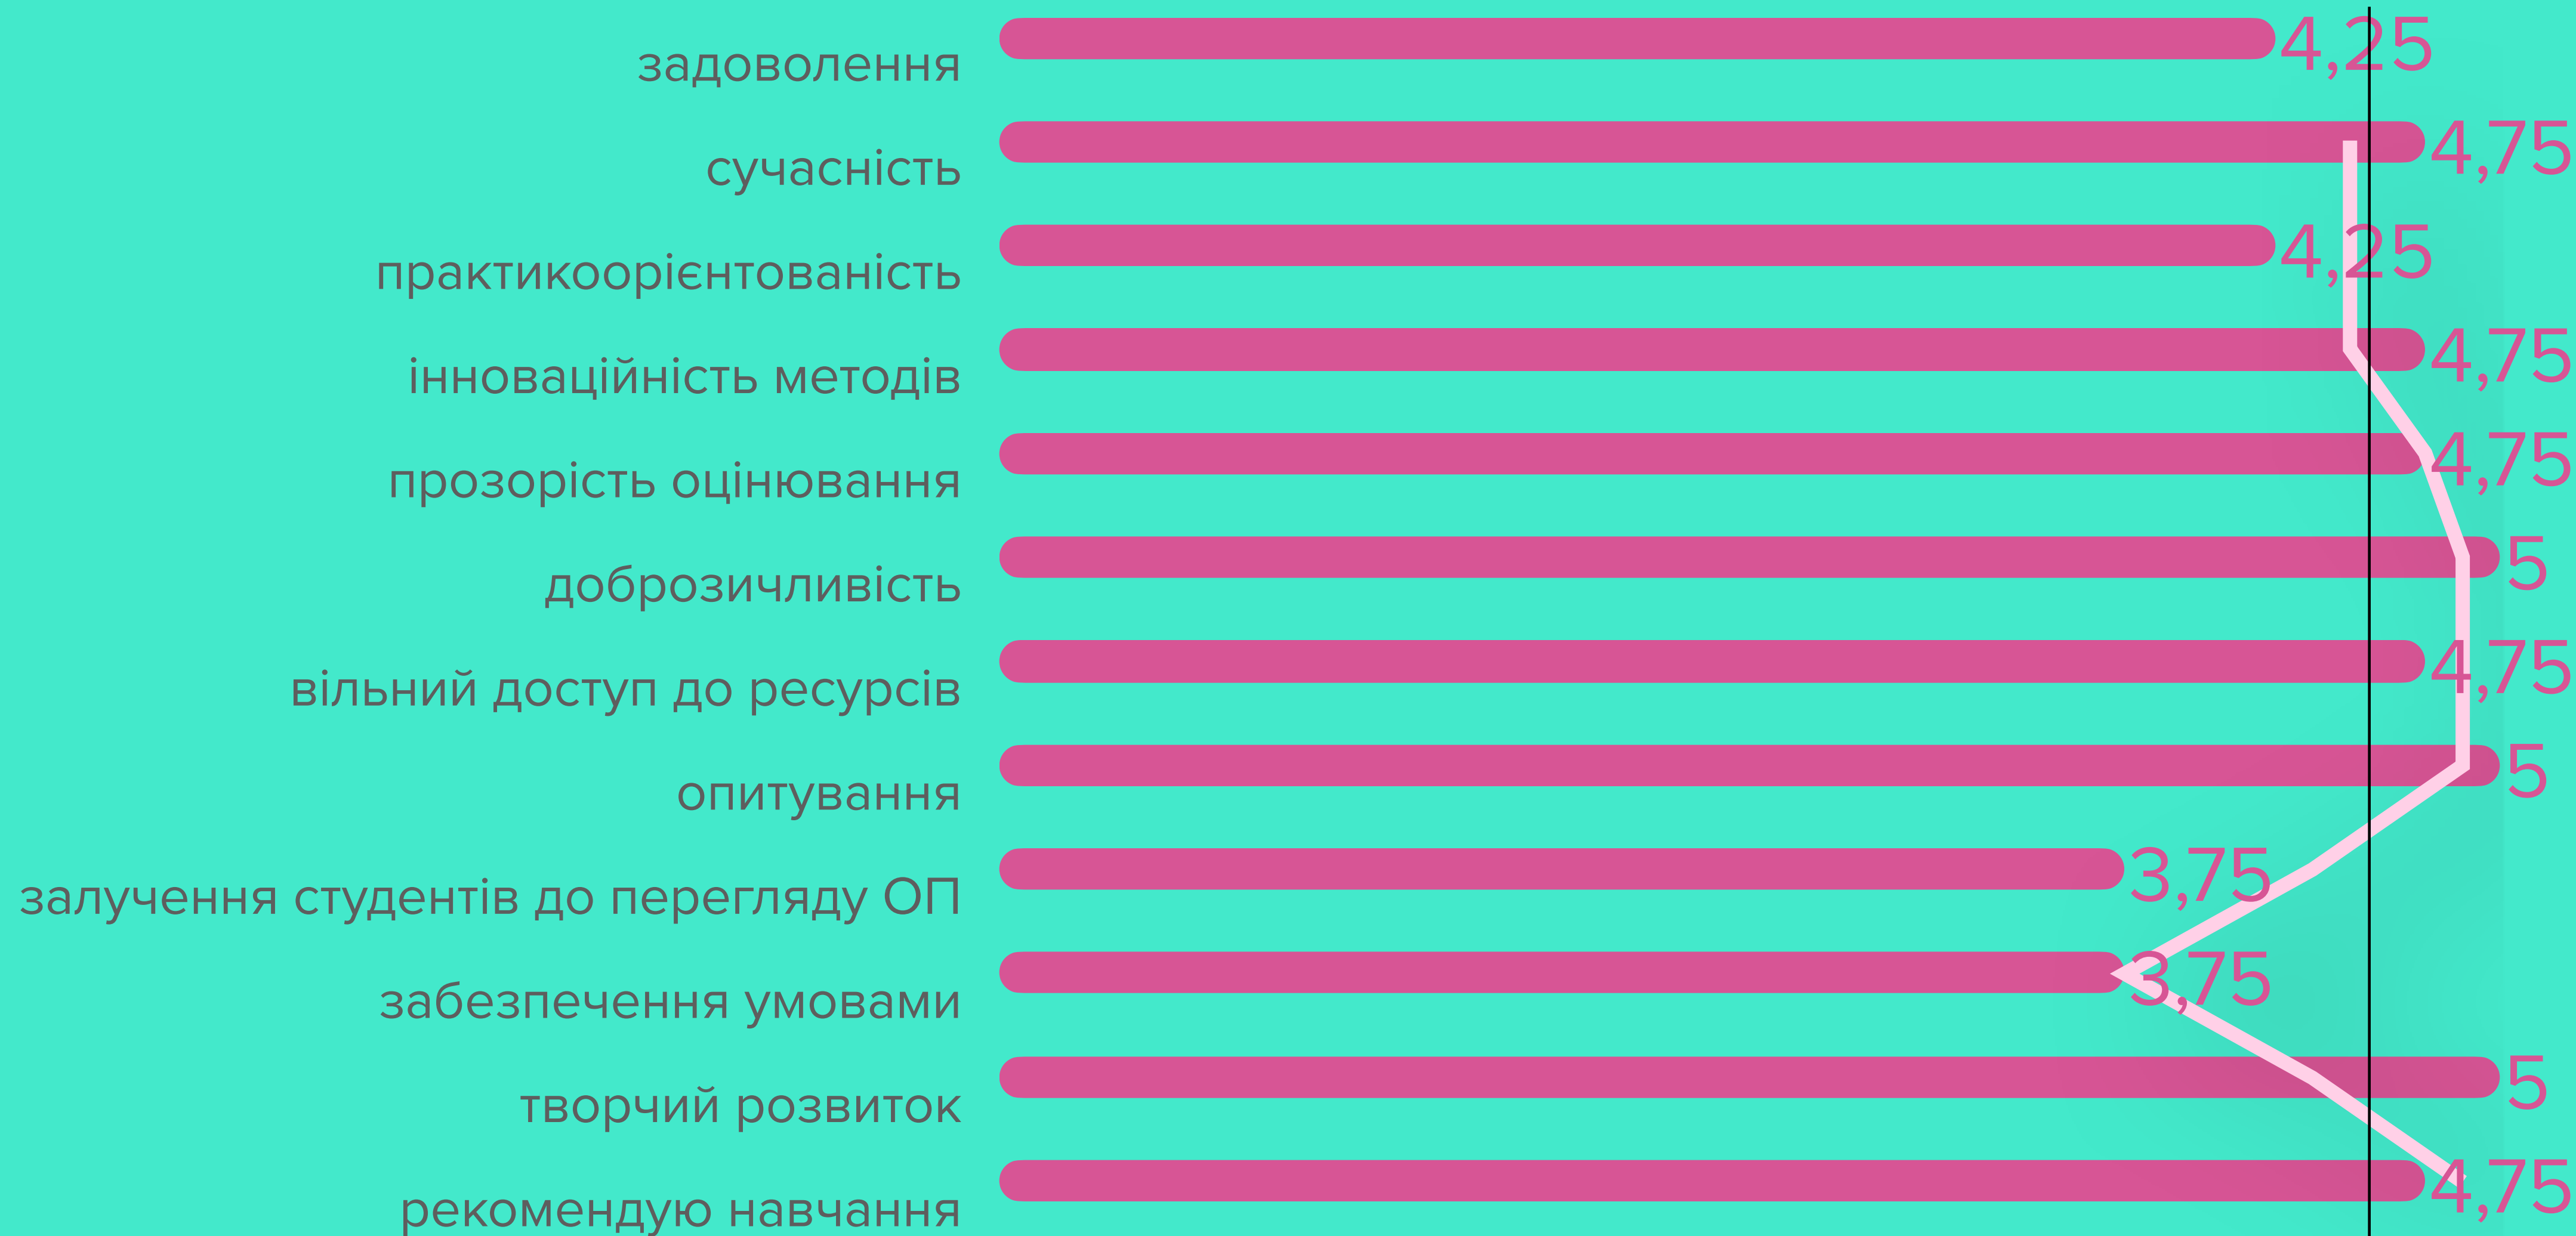 задоволення 4,25
сучасність 4,75
практикоорієнтованість 4,25
інноваційність методів 4,75
прозорість оцінювання 4,75
доброзичливість 5
вільний доступ до ресурсів 4,75
опитування 5
залучення студентів до перегляду ОП 3,75
забезпечення умовами 3,75
творчий розвиток 5
рекомендую навчання 4,75